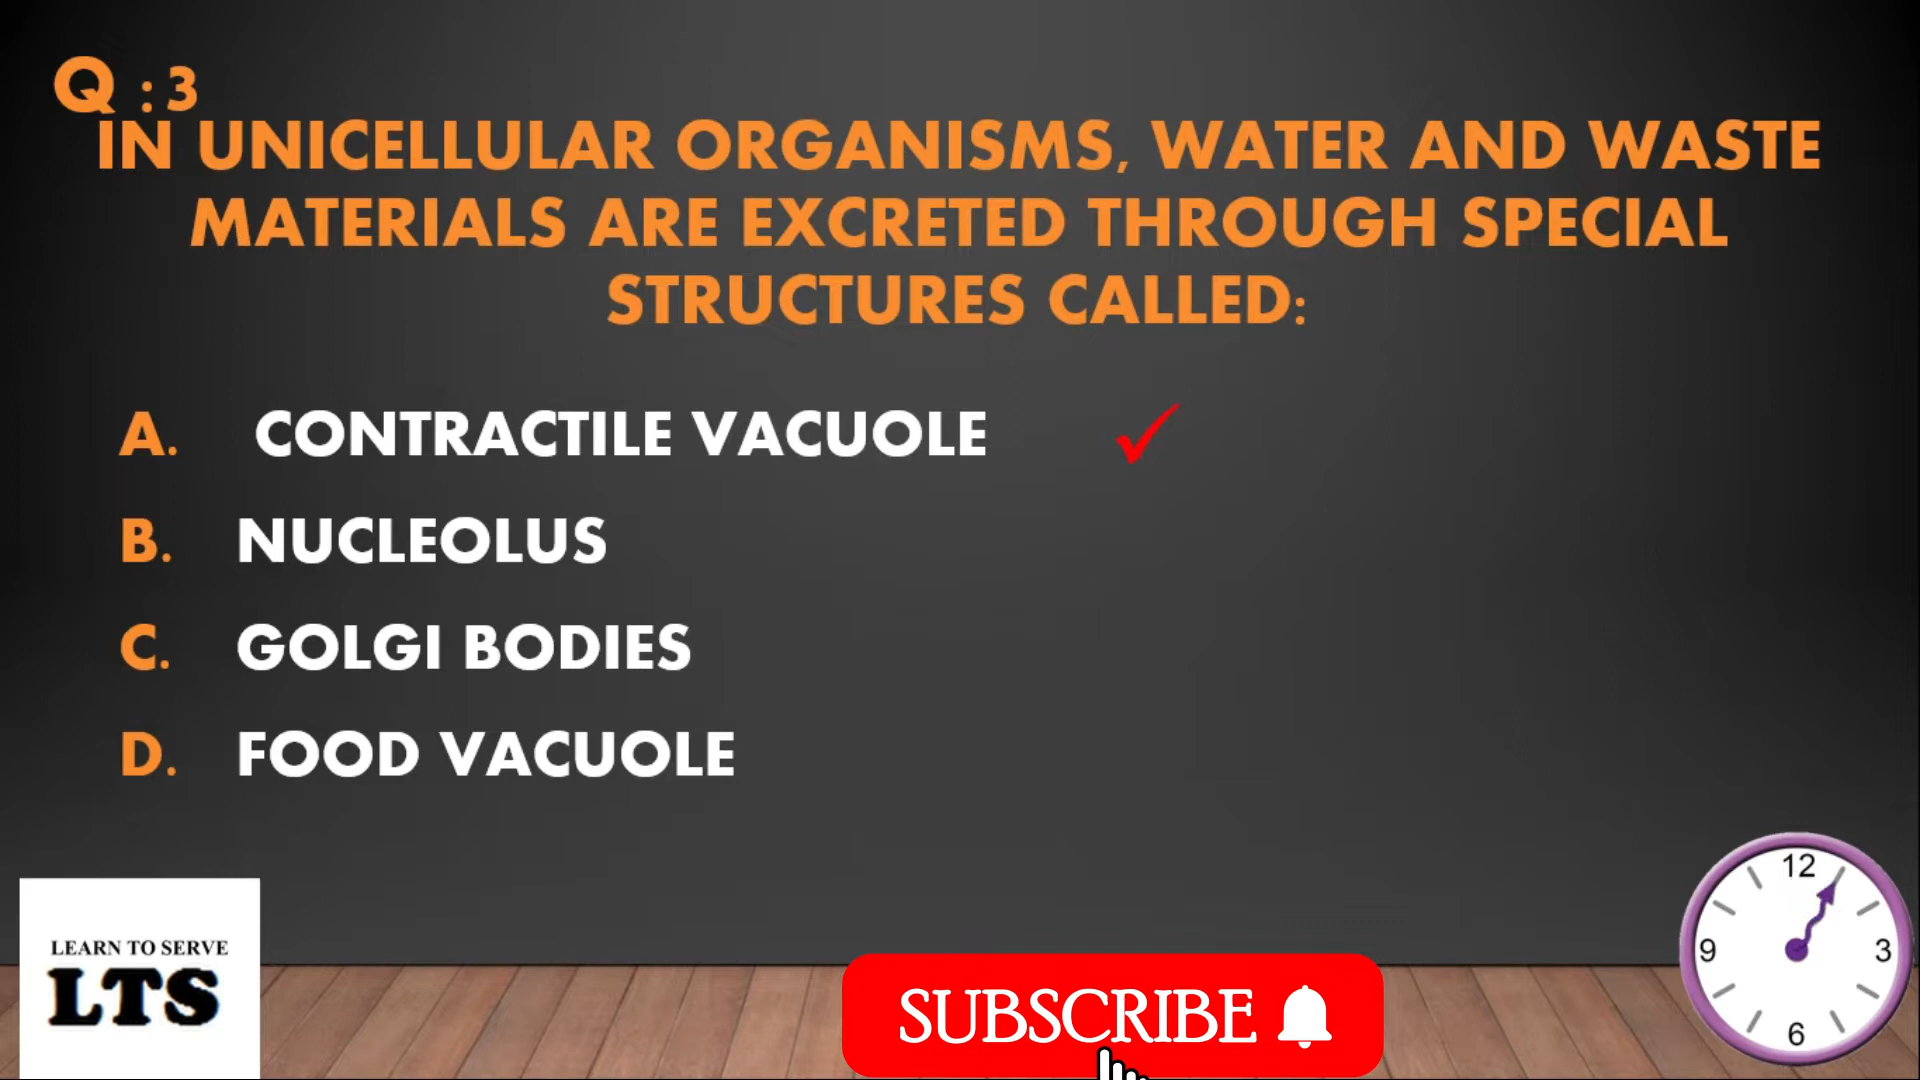 Q : 3
IN UNICELLULAR ORGANISMS, WATER AND WASTE
MATERIALS ARE EXCRETED THROUGH SPECIAL
STRUCTURES CALLED:
A. CONTRACTILE VACUOLE
B. NUCLEOLUS
C. GOLGI BODIES
D. FOOD VACUOLE
LEARN TO SERVE
LTS
SUBSCRIBE
12
9 3
6